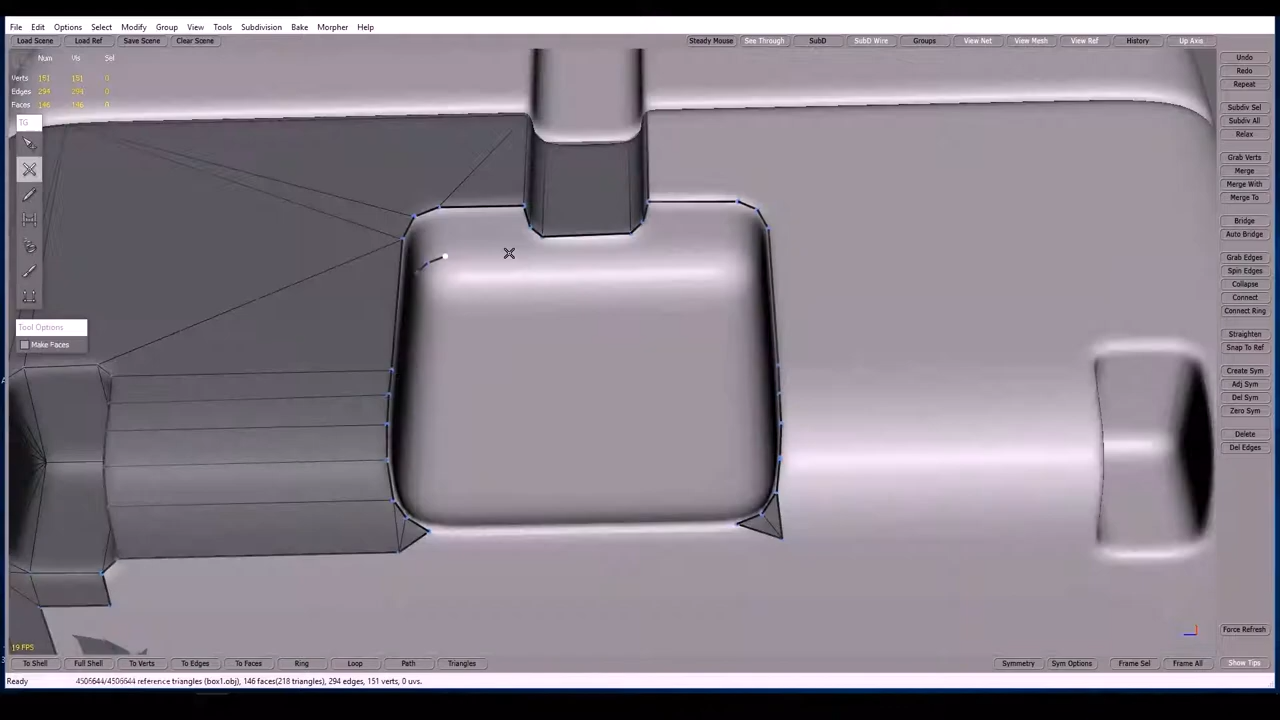 File Edit Options Select Modify Group View Tools Subdivision Bake Morpher Help
Load Scene Load Ref Save Scene Clear Scene Steady Mouse See Through SubD SubD Wire Groups View Net View Mesh View Ref History Up Axis
Num Vis Sel
Verts 151 151 0
Edges 294 294 0
Faces 146 146 0
TG
Tool Options
Make Faces
Undo
Redo
Repeat
Subdiv Sel
Subdiv All
Relax
Grab Verts
Merge
Merge With
Merge To
Bridge
Auto Bridge
Grab Edges
Spin Edges
Collapse
Connect
Connect Ring
Straighten
Snap To Ref
Create Sym
Adj Sym
Del Sym
Zero Sym
Delete
Del Edges
Force Refresh
19 FPS
To Shell Full Shell To Verts To Edges To Faces Ring Loop Path Triangles Symmetry Sym Options Frame Sel Frame All Show Tips
Ready 4506644/4506644 reference triangles (box1.obj), 146 faces(218 triangles), 294 edges, 151 verts, 0 uvs.